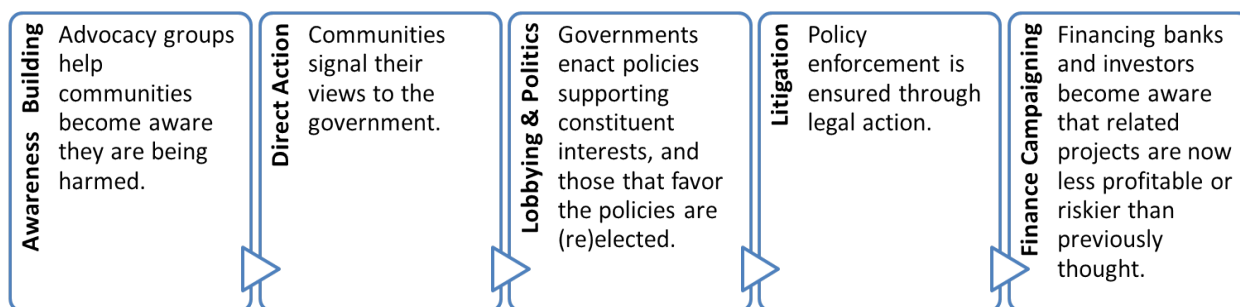 Awareness Building
Advocacy groups
help
communities
become aware
they are being
harmed.
Direct Action
Communities
signal their
views to the
government.
Lobbying & Politics
Governments
enact policies
supporting
constituent
interests, and
those that favor
the policies are
(re)elected.
Litigation
Policy
enforcement is
ensured through
legal action.
Finance Campaigning
Financing banks
and investors
become aware
that related
projects are now
less profitable or
riskier than
previously
thought.